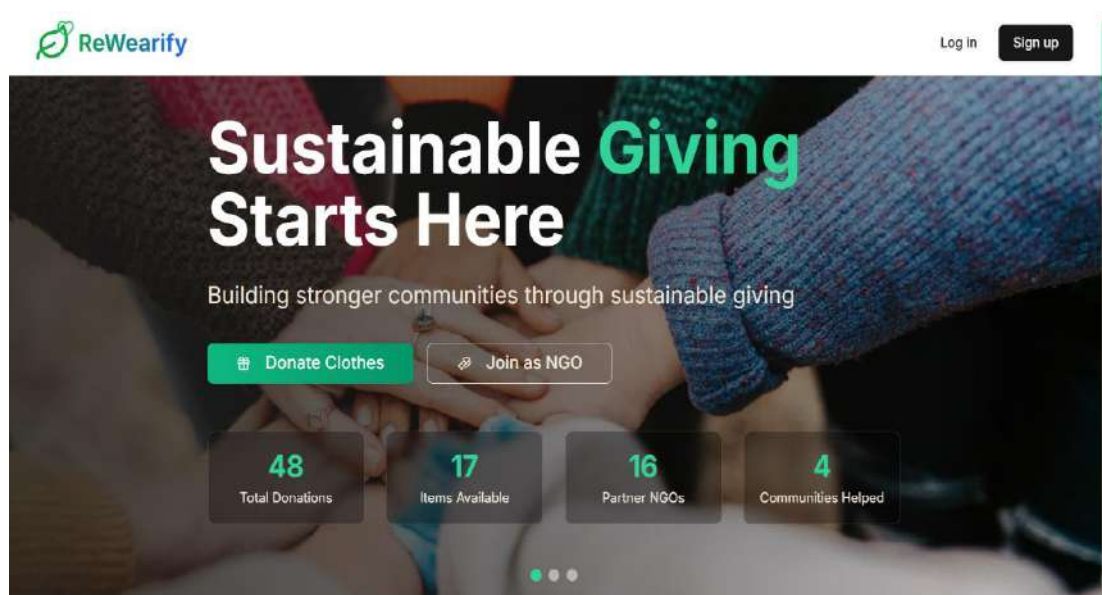 ReWearify
Log in
Sign up
Sustainable Giving
Starts Here
Building stronger communities through sustainable giving
Donate Clothes
Join as NGO
48
Total Donations
17
Items Available
16
Partner NGOs
4
Communities Helped